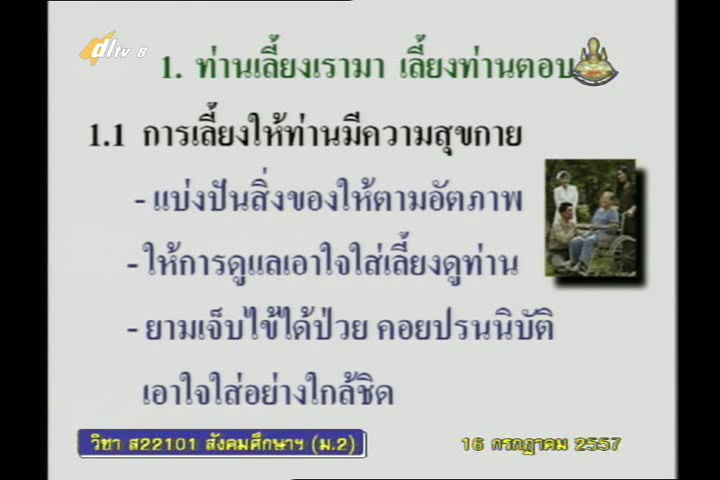 dltv 8
1. ท่านเลี้ยงเรามา เลี้ยงท่านตอบ
1.1 การเลี้ยงให้ท่านมีความสุขกาย
- แบ่งปันสิ่งของให้ตามอัตภาพ
- ให้การดูแลเอาใจใส่เลี้ยงดูท่าน
- ยามเจ็บไข้ได้ป่วย คอยปรนนิบัติ
เอาใจใส่อย่างใกล้ชิด
วิชา ส22101 สังคมศึกษาฯ (ม.2)
16 กรกฎาคม 2557